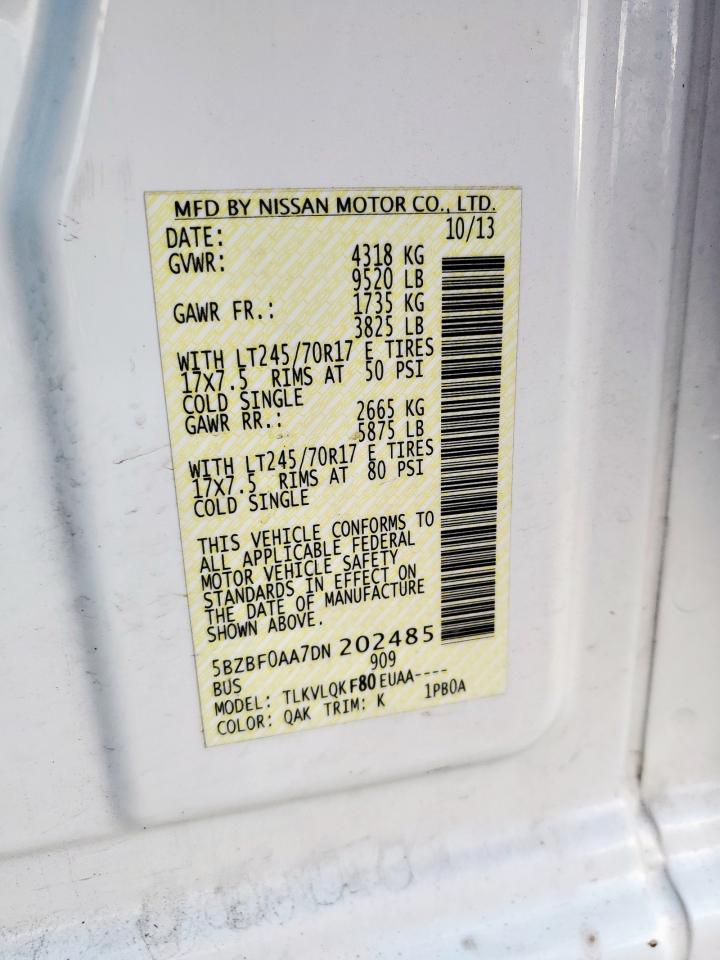 MFD BY NISSAN MOTOR CO., LTD.
DATE: 10/13
GVWR: 4318 KG
9520 LB
GAWR FR.: 1735 KG
3825 LB
WITH LT245/70R17 E TIRES
17X7.5 RIMS AT 50 PSI
COLD SINGLE
GAWR RR.: 2665 KG
5875 LB
WITH LT245/70R17 E TIRES
17X7.5 RIMS AT 80 PSI
COLD SINGLE
THIS VEHICLE CONFORMS TO
ALL APPLICABLE FEDERAL
MOTOR VEHICLE SAFETY
STANDARDS IN EFFECT ON
THE DATE OF MANUFACTURE
SHOWN ABOVE.
5BZBF0AA7DN 202485
BUS 909
MODEL: TLKVLQKF80EUAA----
COLOR: QAK TRIM: K 1PB0A